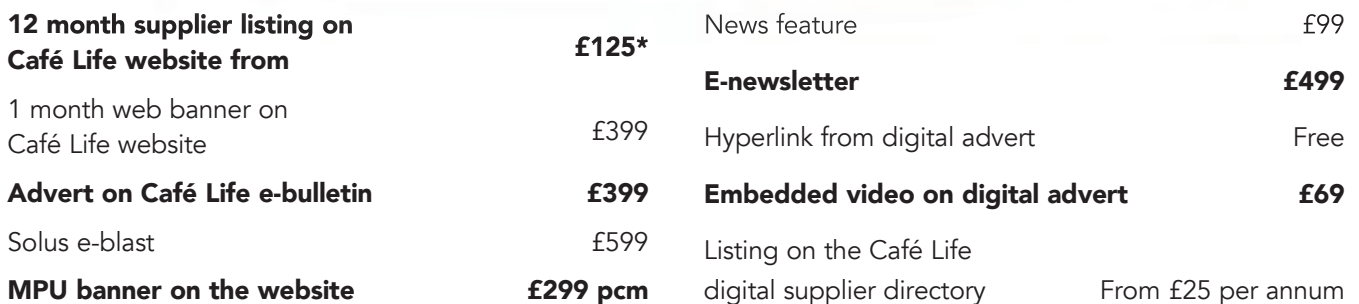 12 month supplier listing on
Café Life website from £125*
1 month web banner on
Café Life website £399
Advert on Café Life e-bulletin £399
Solus e-blast £599
MPU banner on the website £299 pcm
News feature £99
E-newsletter £499
Hyperlink from digital advert Free
Embedded video on digital advert £69
Listing on the Café Life
digital supplier directory From £25 per annum